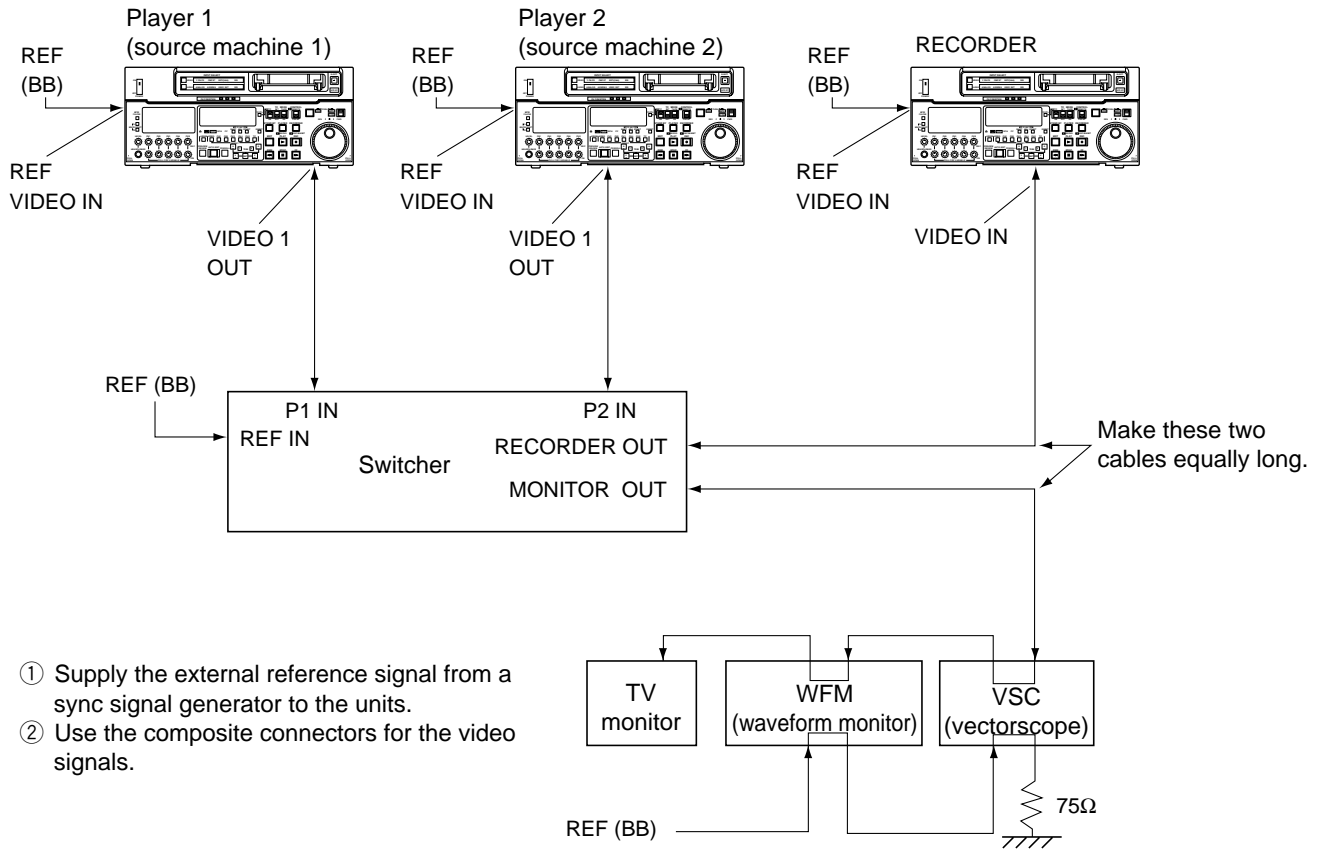 Player 1
(source machine 1)
REF
(BB)
REF
VIDEO IN
VIDEO 1
OUT
Player 2
(source machine 2)
REF
(BB)
REF
VIDEO IN
VIDEO 1
OUT
RECORDER
REF
(BB)
REF
VIDEO IN
VIDEO IN
REF (BB)
P1 IN
P2 IN
REF IN
RECORDER OUT
Switcher
MONITOR OUT
Make these two
cables equally long.
① Supply the external reference signal from a
sync signal generator to the units.
② Use the composite connectors for the video
signals.
TV
monitor
WFM
(waveform monitor)
VSC
(vectorscope)
75Ω
REF (BB)